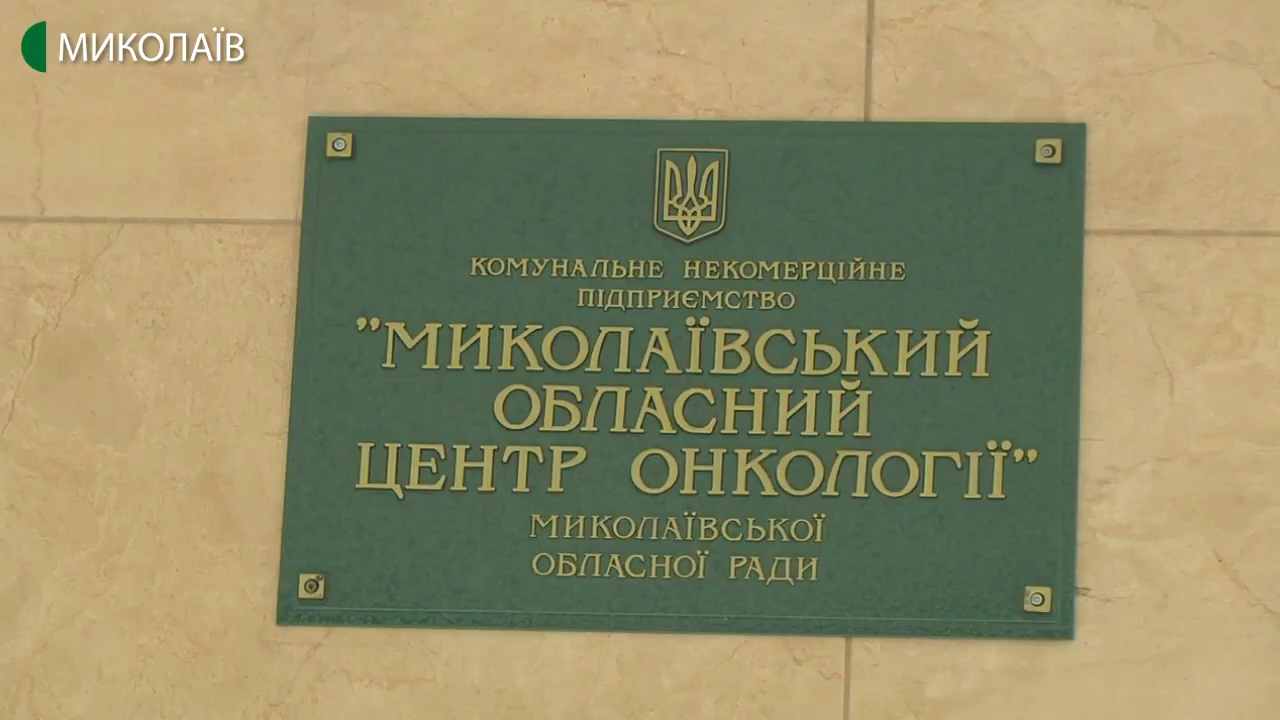 МИКОЛАЇВ
КОМУНАЛЬНЕ НЕКОМЕРЦІЙНЕ
ПІДПРИЄМСТВО
"МИКОЛАЇВСЬКИЙ
ОБЛАСНИЙ
ЦЕНТР ОНКОЛОГІЇ"
МИКОЛАЇВСЬКОЇ
ОБЛАСНОЇ РАДИ